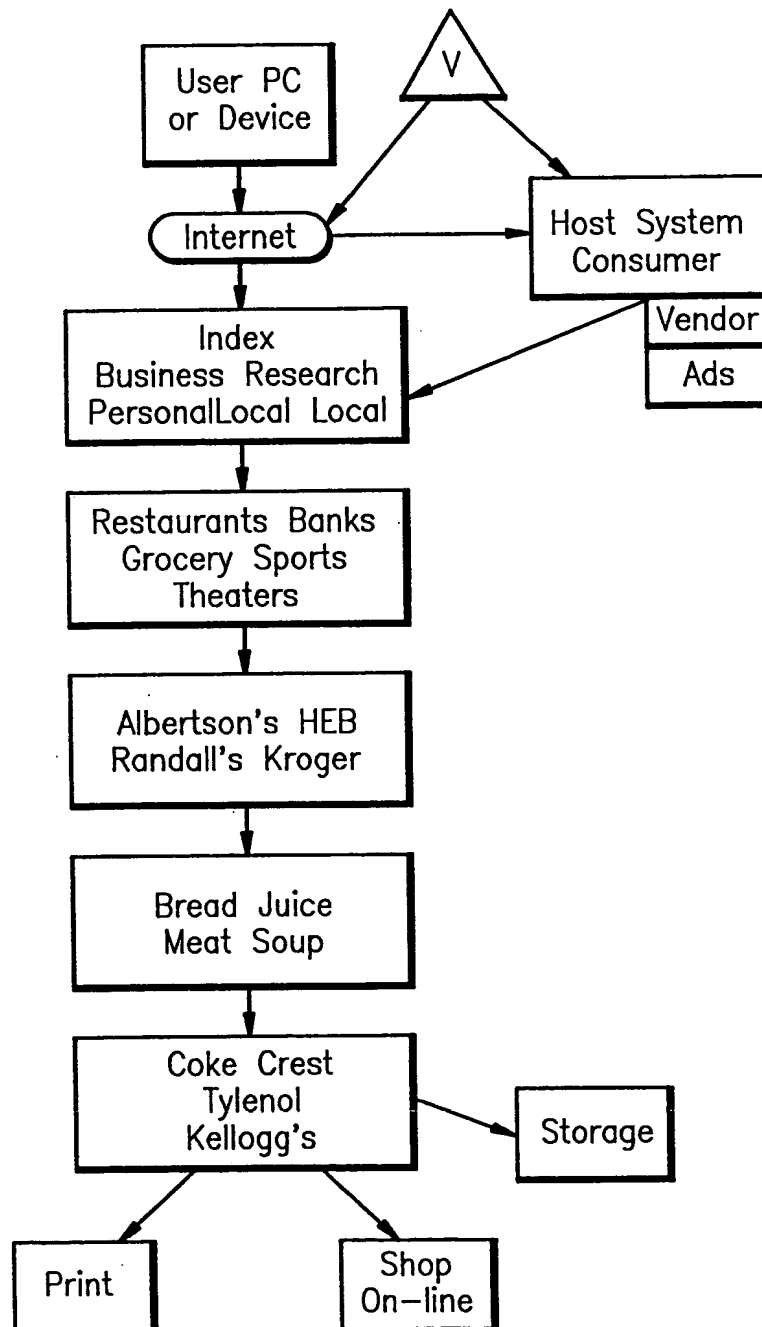 User PC
or Device
V
Internet
Host System
Consumer
Vendor
Ads
Index
Business Research
PersonalLocal Local
Restaurants Banks
Grocery Sports
Theaters
Albertson's HEB
Randall's Kroger
Bread Juice
Meat Soup
Coke Crest
Tylenol
Kellogg's
Storage
Print
Shop
On-line